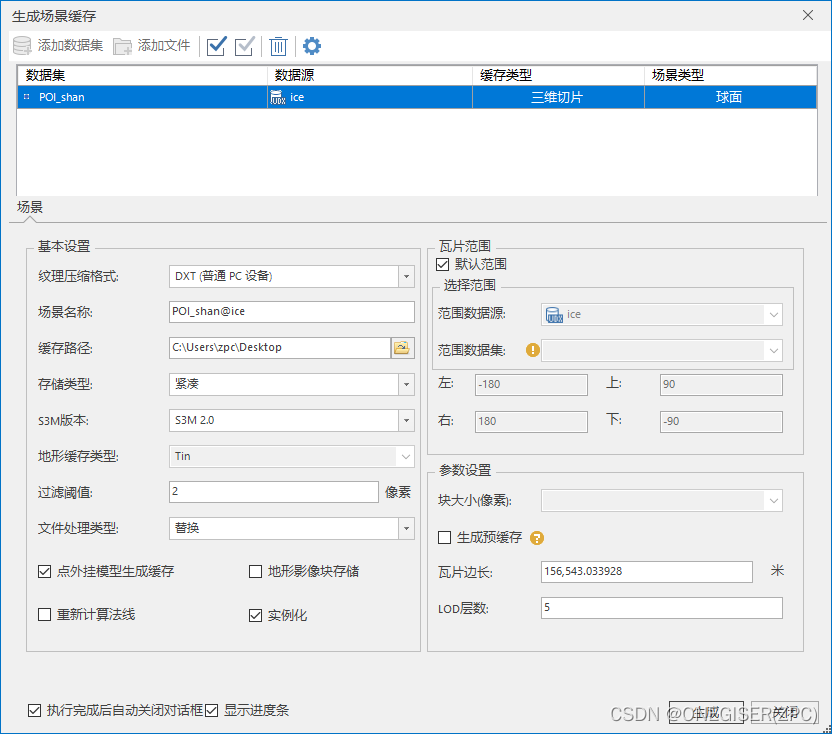 生成场景缓存
添加数据集 添加文件
数据集 数据源 缓存类型 场景类型
POI_shan ice 三维切片 球面
场景
基本设置
纹理压缩格式: DXT (普通 PC 设备)
场景名称: POI_shan@ice
缓存路径: C:\Users\zpc\Desktop
存储类型: 紧凑
S3M版本: S3M 2.0
地形缓存类型: Tin
过滤阈值: 2 像素
文件处理类型: 替换
点外挂模型生成缓存 地形影像块存储
重新计算法线 实例化
瓦片范围
默认范围
选择范围
范围数据源: UDBX ice
范围数据集:
左: -180 上: 90
右: 180 下: -90
参数设置
块大小(像素):
生成预缓存
瓦片边长: 156,543.033928 米
LOD层数: 5
执行完成后自动关闭对话框 显示进度条
生成 关闭
CSDN @CHEGISER(ZPC)